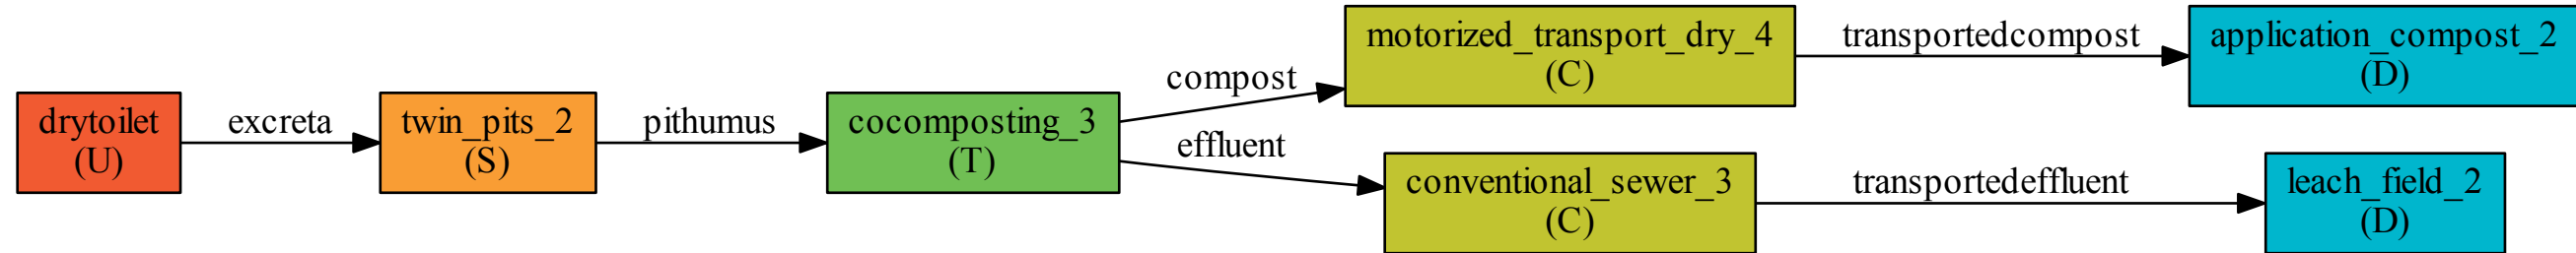 drytoilet
(U)
excreta
twin_pits_2
(S)
pithumus
cocomposting_3
(T)
compost
effluent
motorized_transport_dry_4
(C)
transportedcompost
application_compost_2
(D)
conventional_sewer_3
(C)
transportedeffluent
leach_field_2
(D)